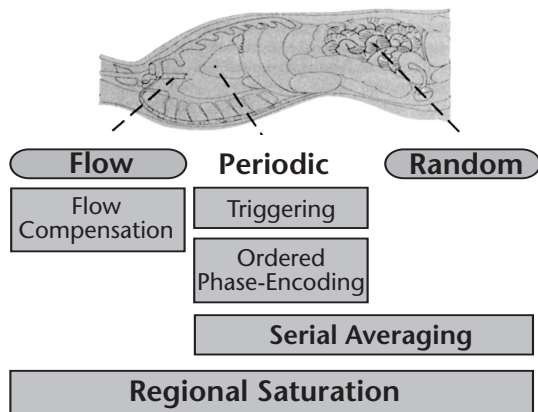 Flow Periodic Random
Flow
Compensation
Triggering
Ordered
Phase-Encoding
Serial Averaging
Regional Saturation